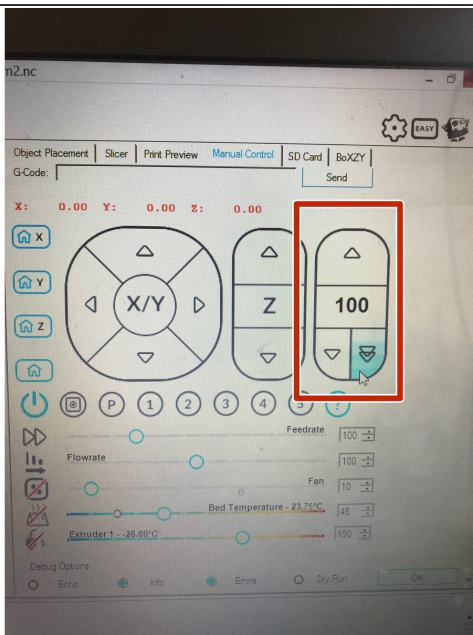 m2.nc
EASY
Object Placement Slicer Print Preview Manual Control SD Card BoXZY
G-Code: Send
X: 0.00 Y: 0.00 Z: 0.00
X
Y
Z
X/Y Z 100
P 1 2 3 4 5 ?
Feedrate 100
Flowrate 100
Fan 10
Bed Temperature - 23.75°C 45
Extruder 1 - -26.00°C 190
1
Debug Options
Echo Info Errors Dry Run OK